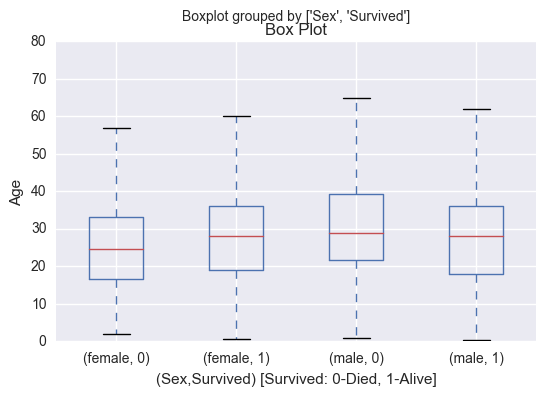 Boxplot grouped by ['Sex', 'Survived']
Box Plot
80
70
60
50
40
30
20
10
0
Age
(female, 0) (female, 1) (male, 0) (male, 1)
(Sex,Survived) [Survived: 0-Died, 1-Alive]